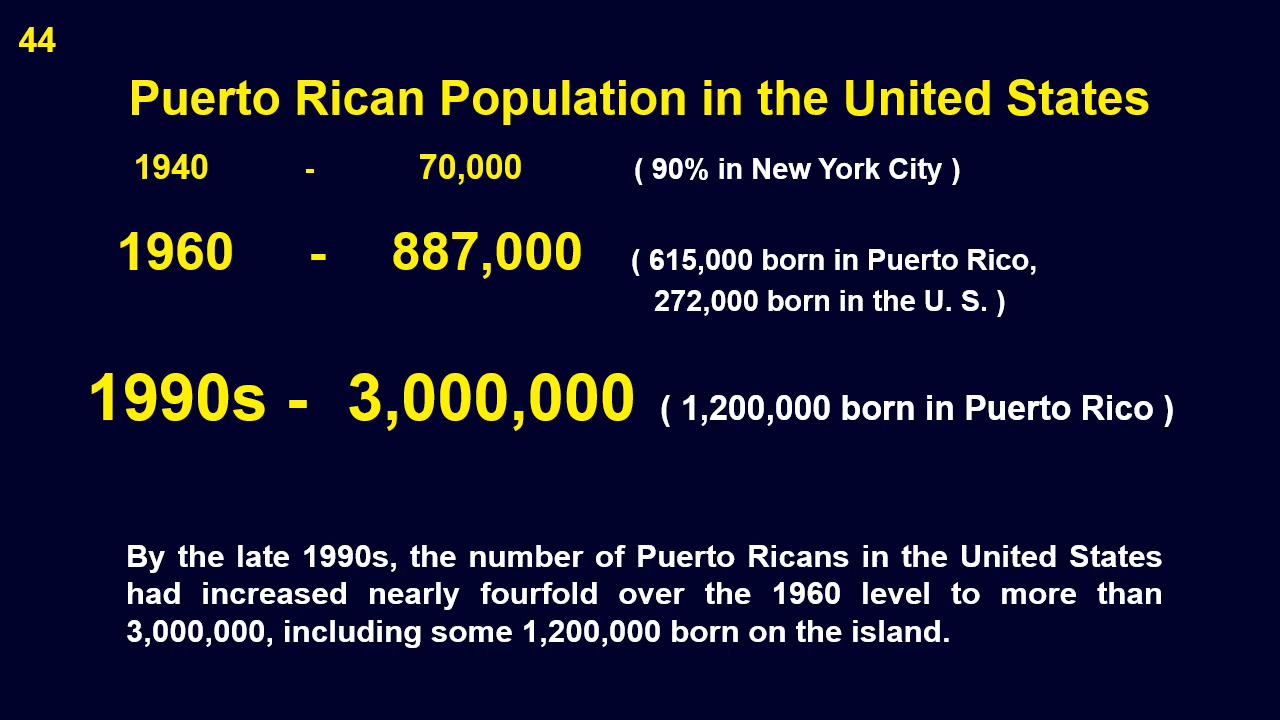 44
Puerto Rican Population in the United States
1940 - 70,000 ( 90% in New York City )
1960 - 887,000 ( 615,000 born in Puerto Rico,
272,000 born in the U. S. )
1990s - 3,000,000 ( 1,200,000 born in Puerto Rico )
By the late 1990s, the number of Puerto Ricans in the United States
had increased nearly fourfold over the 1960 level to more than
3,000,000, including some 1,200,000 born on the island.